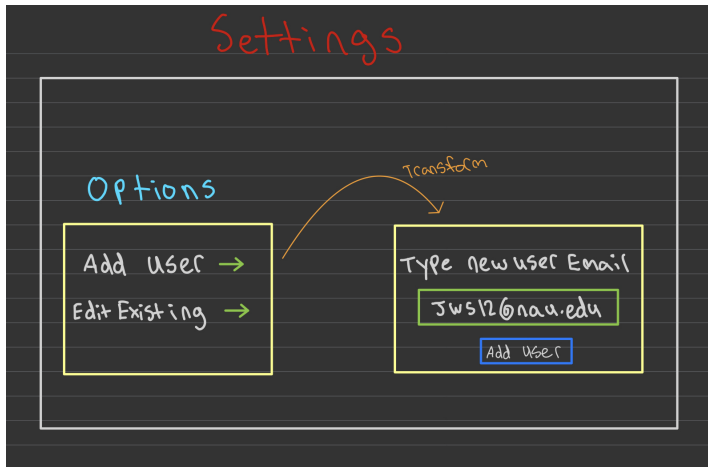 Settings
Transform
Options
Add User →
Edit Existing →
Type new user Email
Jws12@nau.edu
Add User